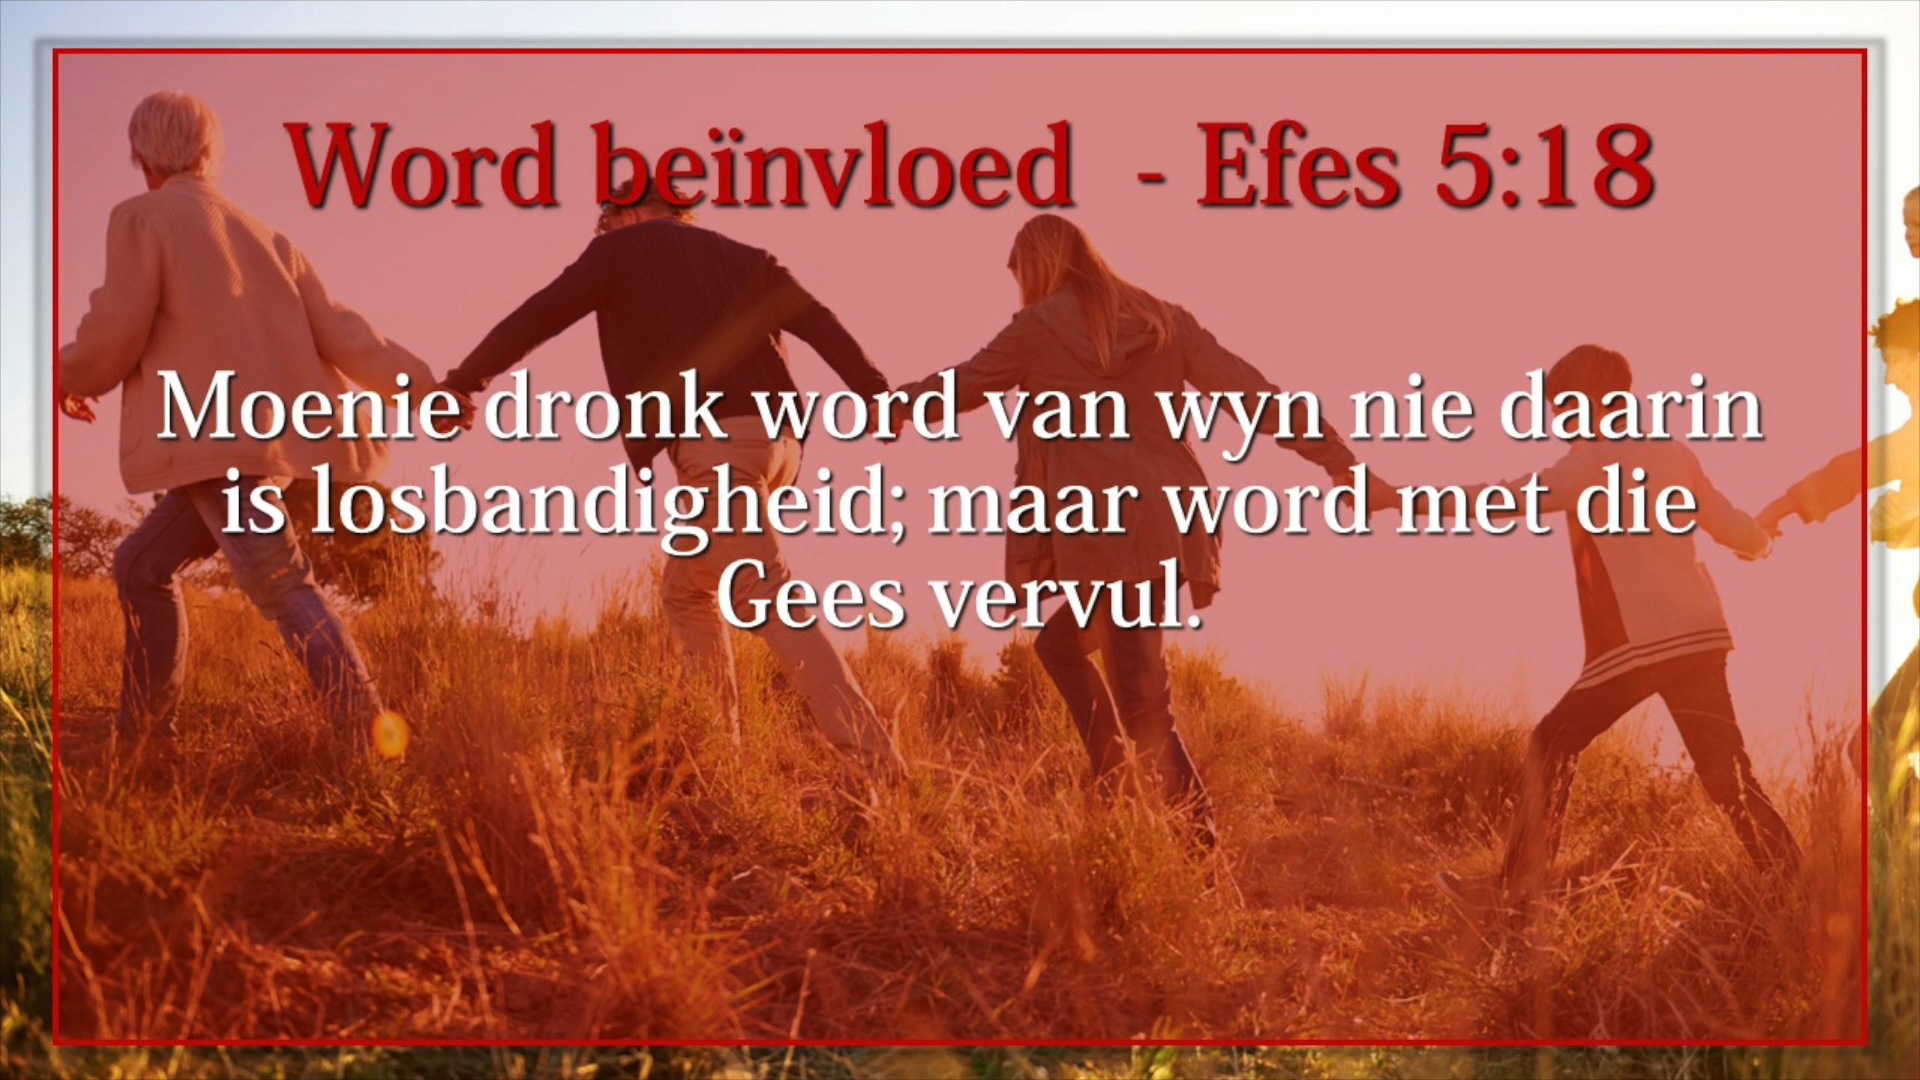 Word beïnvloed - Efes 5:18
Moenie dronk word van wyn nie daarin
is losbandigheid; maar word met die
Gees vervul.